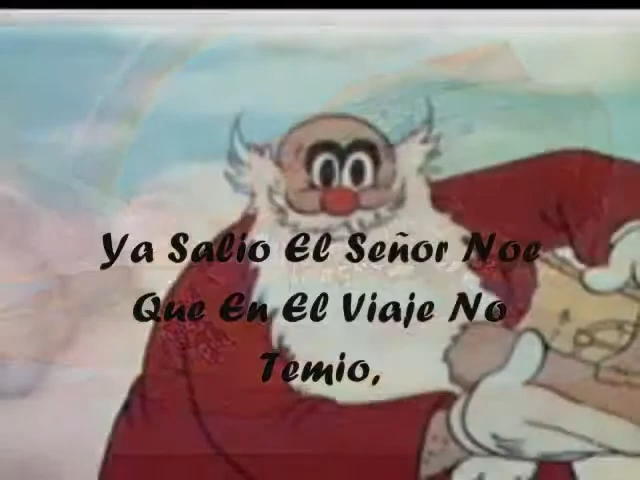 Ya Salio El Señor Noe
Que En El Viaje No
Temio,